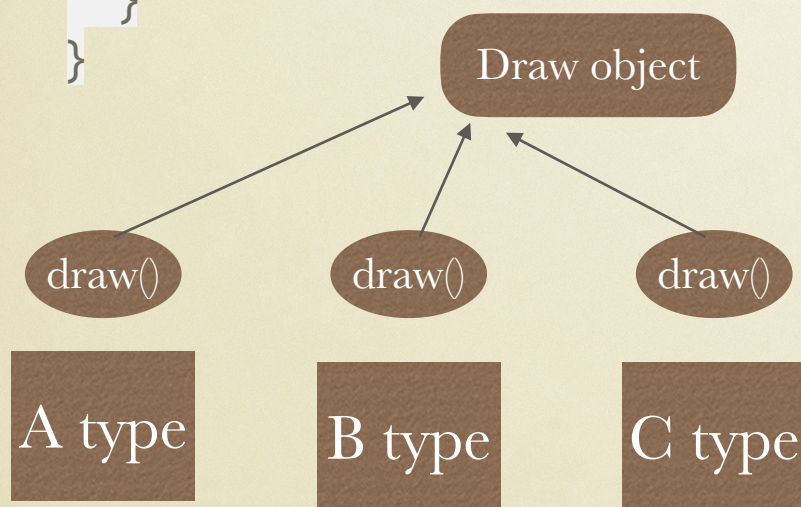 }
}
Draw object
draw()
draw()
draw()
A type
B type
C type